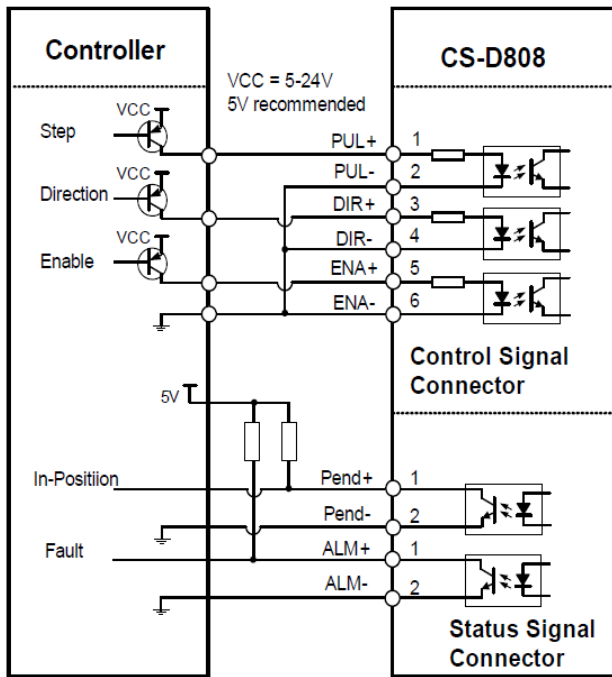 Controller
CS-D808
VCC = 5-24V
5V recommended
VCC
Step
PUL+
1
PUL-
2
VCC
Direction
DIR+
3
DIR-
4
VCC
Enable
ENA+
5
ENA-
6
Control Signal
Connector
5V
In-Positiion
Pend+
1
Pend-
2
Fault
ALM+
1
ALM-
2
Status Signal
Connector